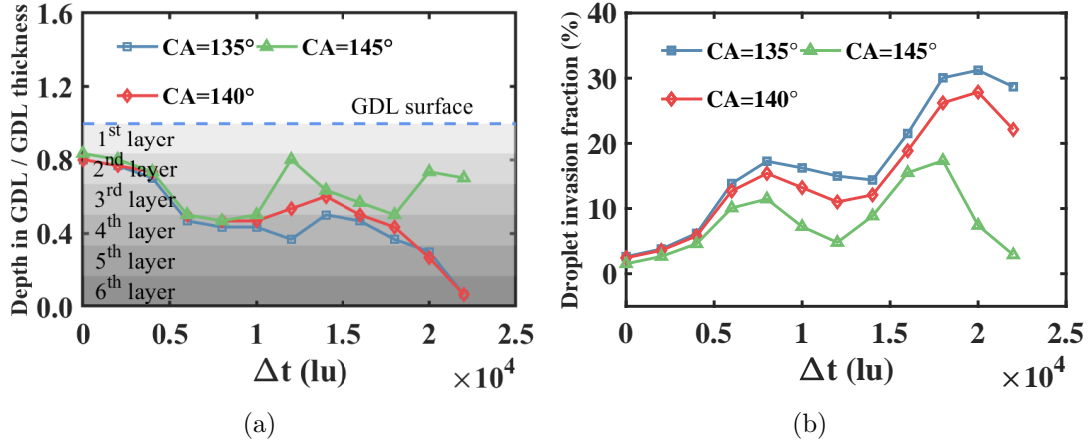 Depth in GDL / GDL thickness
1.6
1.2
0.8
0.4
0.0
CA=135° CA=145°
CA=140°
GDL surface
1st layer
2nd layer
3rd layer
4th layer
5th layer
6th layer
0 0.5 1 1.5 2 2.5
Δt (lu) ×10^4
(a)
Droplet invasion fraction (%)
40
30
20
10
0
CA=135° CA=145°
CA=140°
0 0.5 1 1.5 2 2.5
Δt (lu) ×10^4
(b)